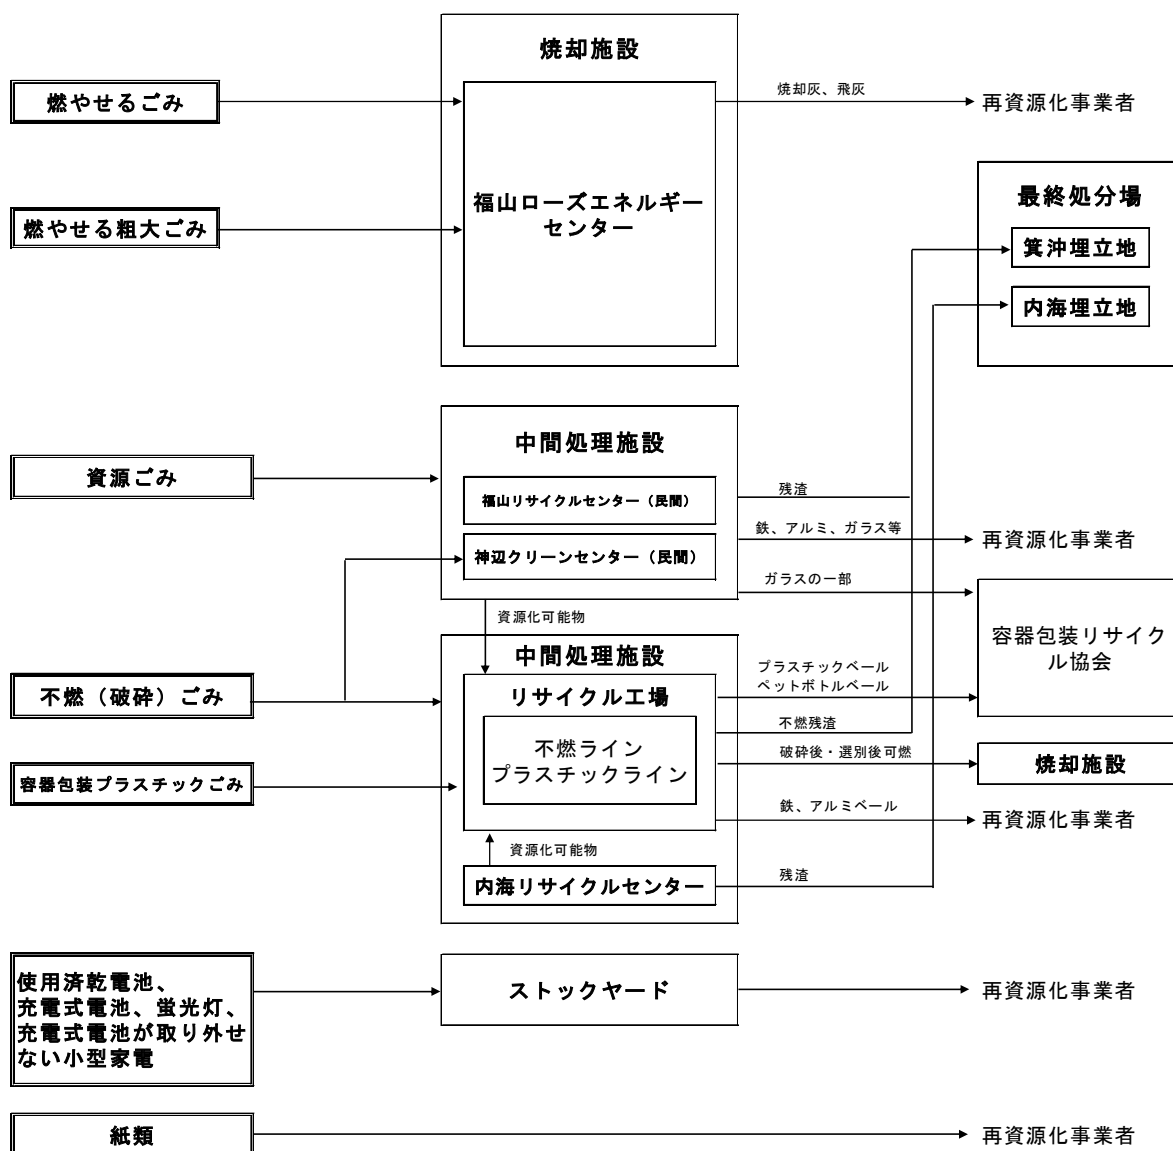 焼却施設
燃やせるごみ
焼却灰、飛灰
再資源化事業者
福山ローズエネルギー
センター
燃やせる粗大ごみ
最終処分場
箕沖埋立地
内海埋立地
中間処理施設
資源ごみ
福山リサイクルセンター（民間）
残渣
神辺クリーンセンター（民間）
鉄、アルミ、ガラス等
再資源化事業者
ガラスの一部
資源化可能物
容器包装リサイク
ル協会
中間処理施設
不燃（破砕）ごみ
リサイクル工場
プラスチックベール
ペットボトルベール
不燃残渣
不燃ライン
プラスチックライン
破砕後・選別後可燃
焼却施設
容器包装プラスチックごみ
鉄、アルミベール
再資源化事業者
資源化可能物
内海リサイクルセンター
残渣
使用済乾電池、
充電式電池、蛍光灯、
充電式電池が取り外せ
ない小型家電
ストックヤード
再資源化事業者
紙類
再資源化事業者